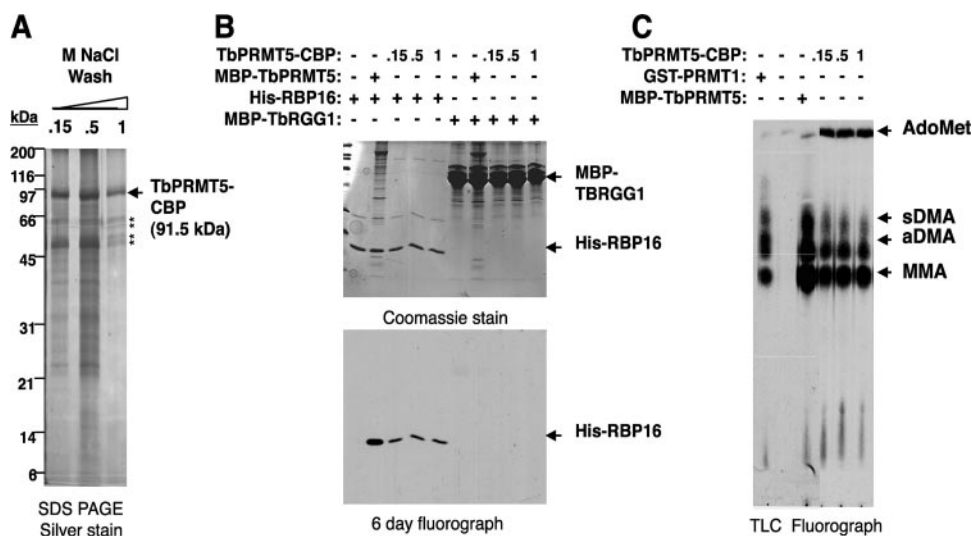 A
M NaCl
Wash
kDa
.15 .5 1
200
116
97
66
45
31
21
14
6
TbPRMT5-
CBP
(91.5 kDa)
**
**
SDS PAGE
Silver stain
B
TbPRMT5-CBP: - - .15 .5 1 - - .15 .5 1
MBP-TbPRMT5: - + - - - - + - - -
His-RBP16: + + + + + - - - - -
MBP-TbRGG1: - - - - - + + + + +
MBP-
TBRGG1
His-RBP16
Coomassie stain
His-RBP16
6 day fluorograph
C
TbPRMT5-CBP: - - - .15 .5 1
GST-PRMT1: + - - - - -
MBP-TbPRMT5: - - + - - -
AdoMet
sDMA
aDMA
MMA
TLC Fluorograph